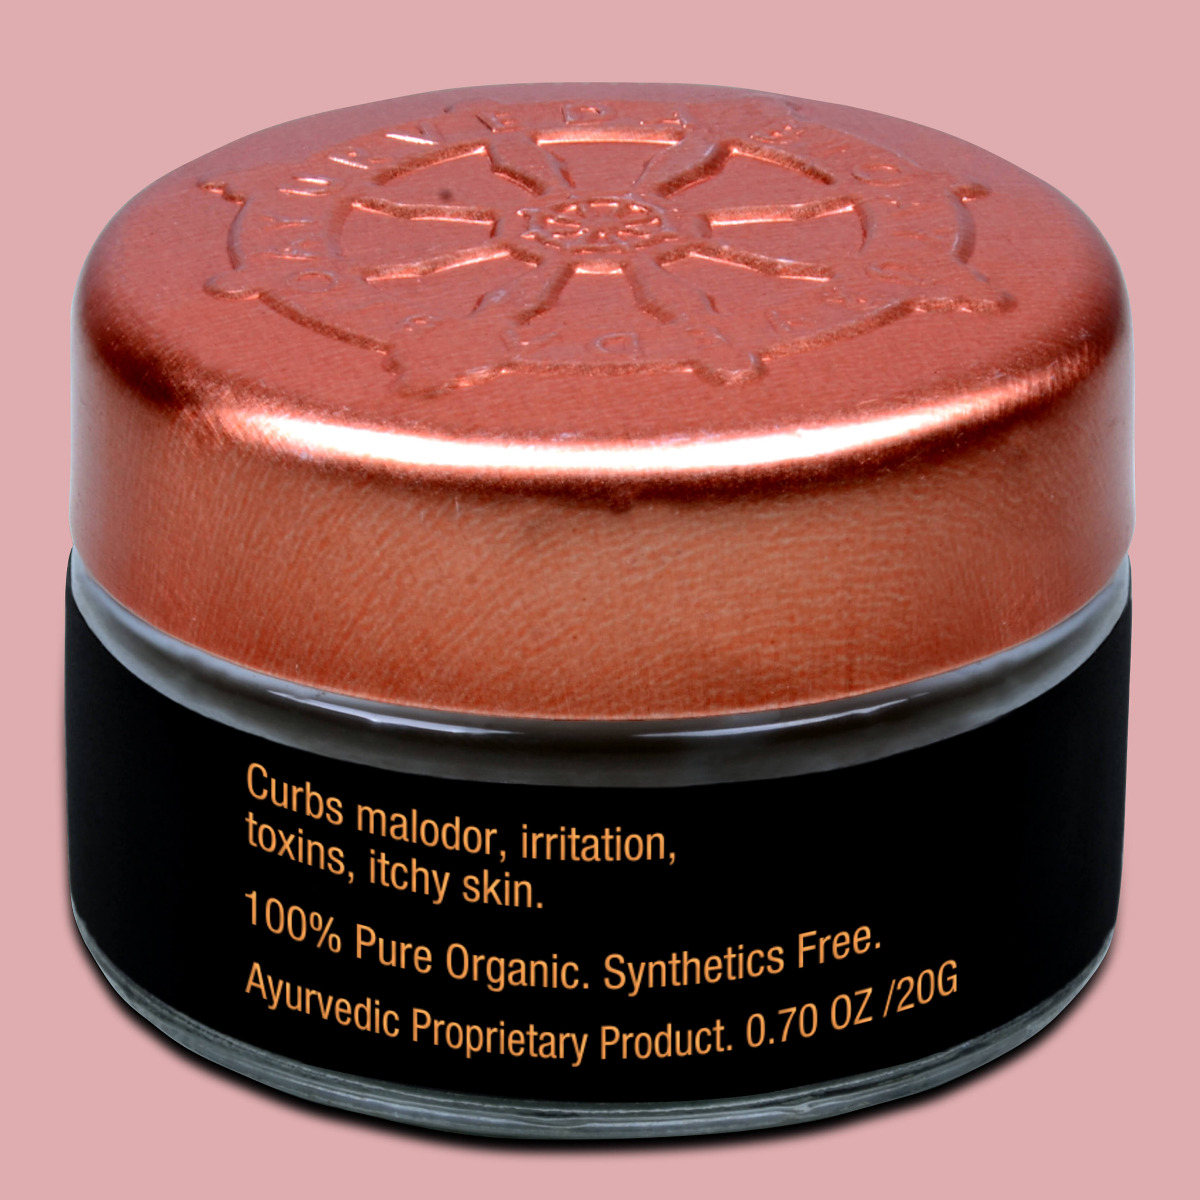 Curbs malodor, irritation,
toxins, itchy skin.
100% Pure Organic. Synthetics Free.
Ayurvedic Proprietary Product. 0.70 OZ /20G